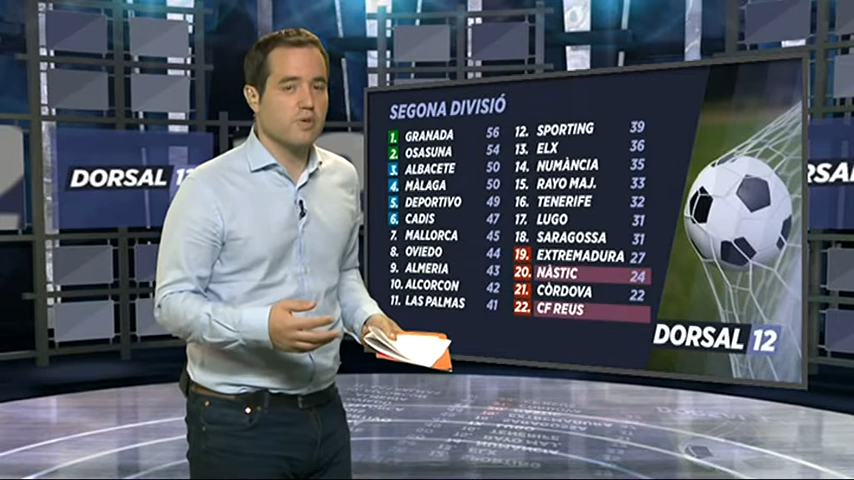 DORSAL 12
SEGONA DIVISIÓ
1. GRANADA 56
2. OSASUNA 54
3. ALBACETE 50
4. MÀLAGA 50
5. DEPORTIVO 49
6. CADIS 47
7. MALLORCA 45
8. OVIEDO 44
9. ALMERIA 43
10. ALCORCON 42
11. LAS PALMAS 41
12. SPORTING 39
13. ELX 36
14. NUMÀNCIA 35
15. RAYO MAJ. 33
16. TENERIFE 32
17. LUGO 31
18. SARAGOSSA 31
19. EXTREMADURA 27
20. NÀSTIC 24
21. CÒRDOVA 22
22. CF REUS
DORSAL 12